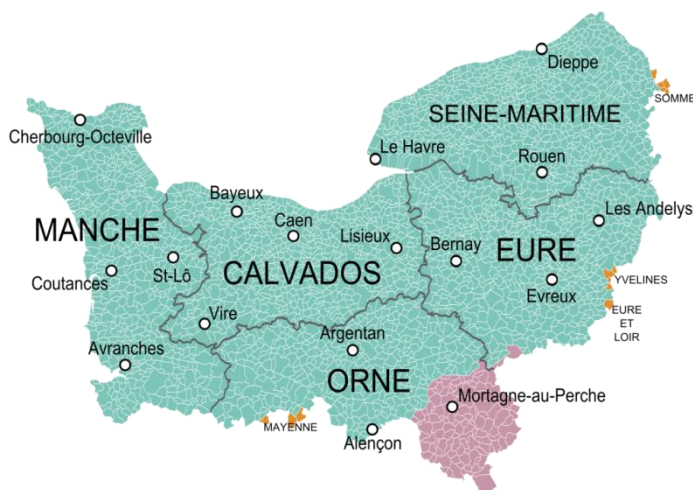 Dieppe
SOMME
SEINE-MARITIME
Cherbourg-Octeville
Le Havre
Rouen
Bayeux
Les Andelys
Caen
MANCHE
Lisieux
Bernay
EURE
St-Lô
CALVADOS
Coutances
YVELINES
Evreux
Vire
EURE
ET
LOIR
Argentan
Avranches
ORNE
Mortagne-au-Perche
MAYENNE
Alençon